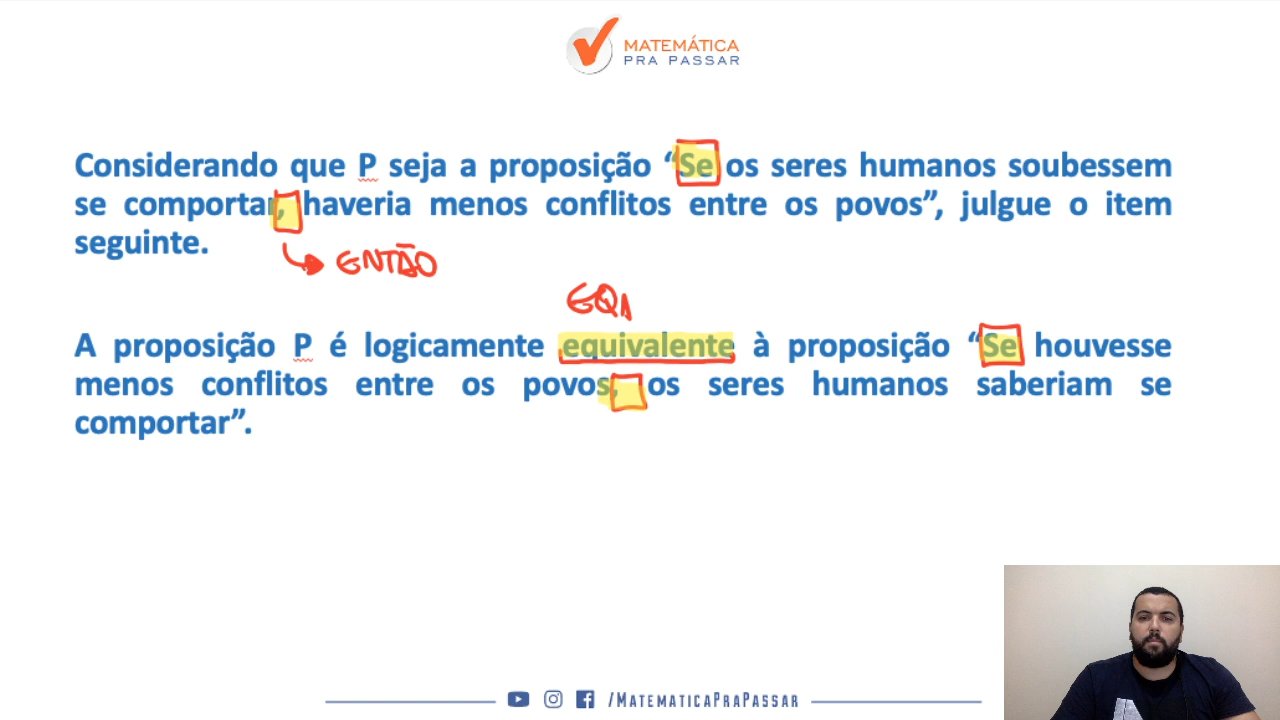 MATEMÁTICA
PRA PASSAR
Considerando que P seja a proposição “Se os seres humanos soubessem
se comportar, haveria menos conflitos entre os povos”, julgue o item
seguinte.
ENTÃO
EQ
A proposição P é logicamente equivalente à proposição “Se houvesse
menos conflitos entre os povos, os seres humanos saberiam se
comportar”.
/MATEMATICAPRAPASSAR